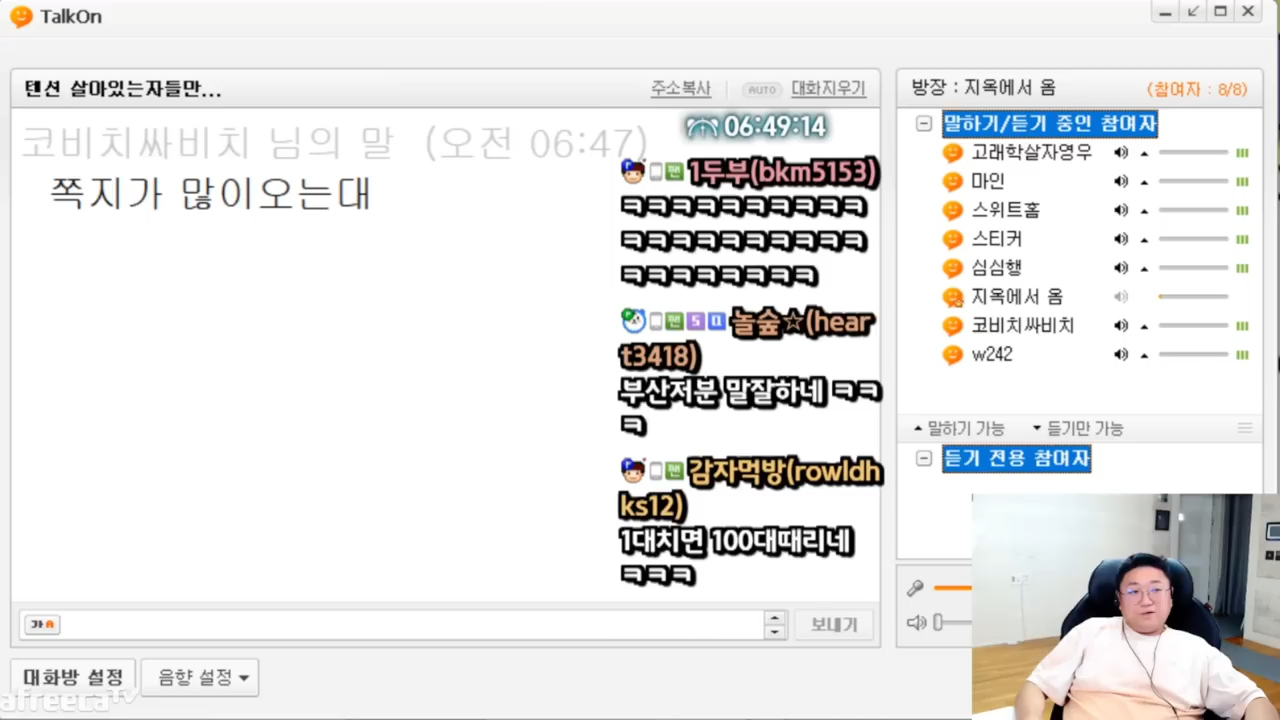 TalkOn
텐션 살아있는자들만...
주소복사
AUTO
대화지우기
코비치싸비치 님의 말 (오전 06:47)
쪽지가 많이오는대
06:49:14
팬 1두부(bkm5153)
ㅋㅋㅋㅋㅋㅋㅋㅋㅋㅋ
ㅋㅋㅋㅋㅋㅋㅋㅋㅋㅋ
ㅋㅋㅋㅋㅋㅋㅋㅋ
팬 S Q 놀숲☆(hear
t3418)
부산저분 말잘하네 ㅋㅋ
ㅋ
팬 감자먹방(rowldh
ks12)
1대치면 100대때리네
ㅋㅋㅋ
가
보내기
대화방 설정
음향 설정
afreecaTV
방장 : 지옥에서 옴
(참여자 : 8/8)
말하기/듣기 중인 참여자
고래학살자영우
마인
스위트홈
스티커
심심행
지옥에서 옴
코비치싸비치
w242
말하기 가능
듣기만 가능
듣기 전용 참여자